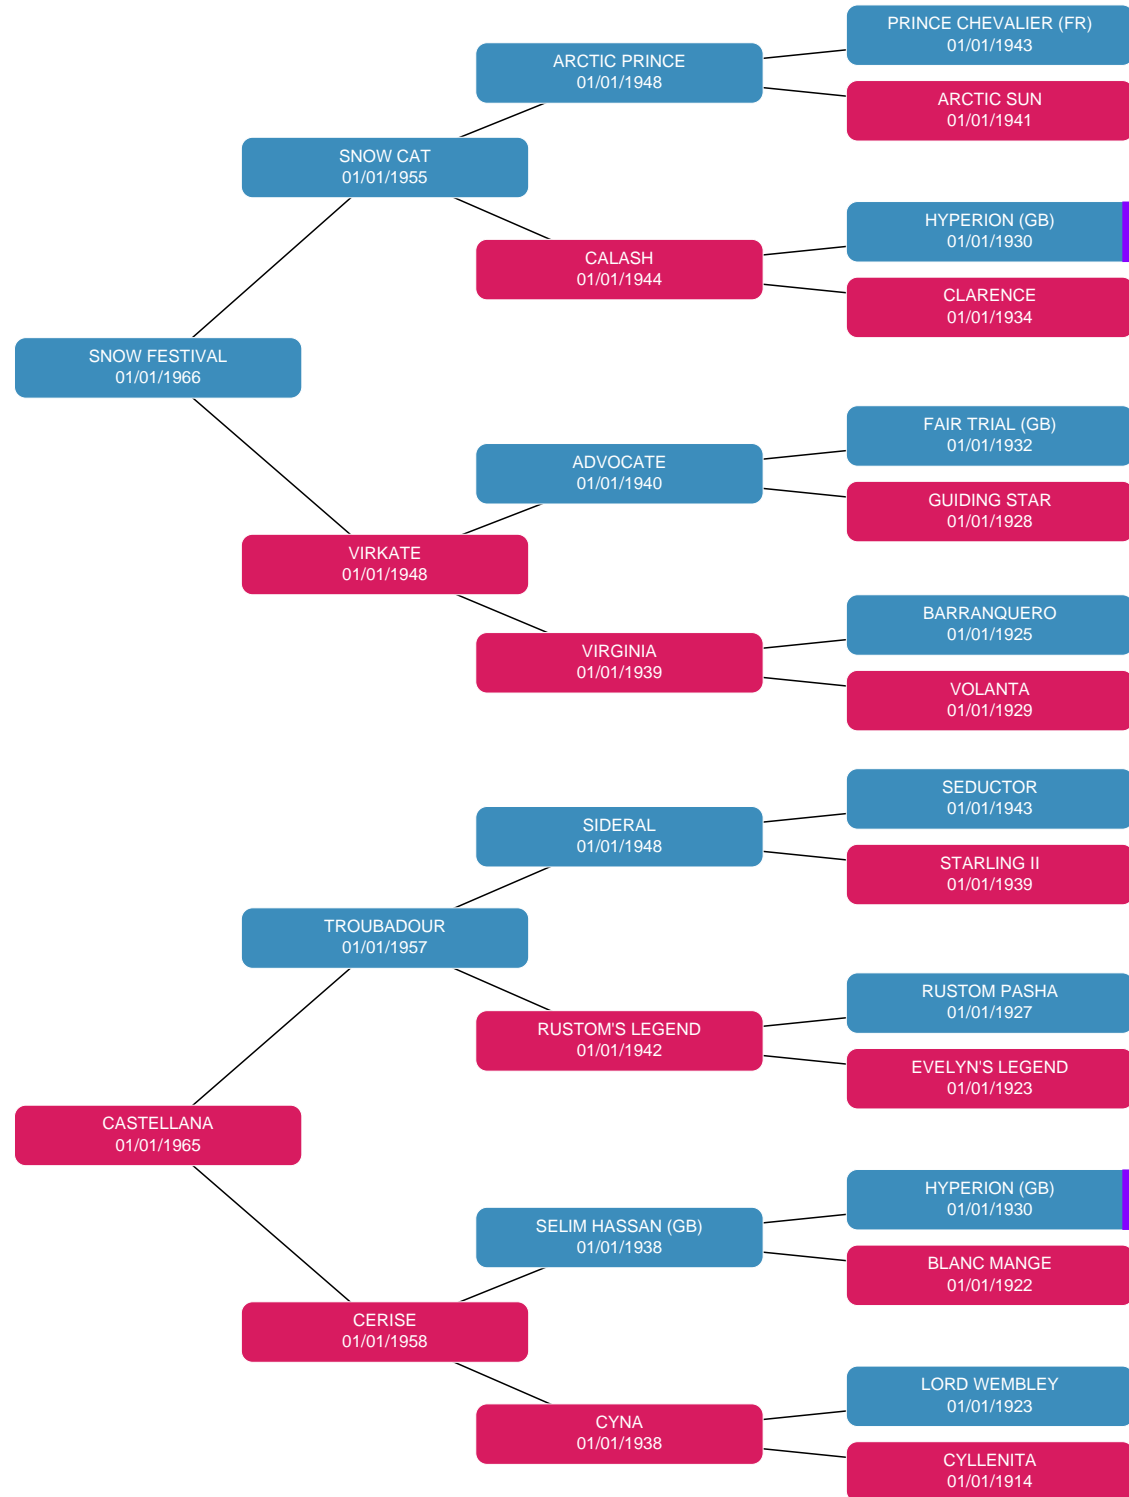 PRINCE CHEVALIER (FR)
01/01/1943
ARCTIC PRINCE
01/01/1948
ARCTIC SUN
01/01/1941
SNOW CAT
01/01/1955
HYPERION (GB)
01/01/1930
CALASH
01/01/1944
CLARENCE
01/01/1934
SNOW FESTIVAL
01/01/1966
FAIR TRIAL (GB)
01/01/1932
ADVOCATE
01/01/1940
GUIDING STAR
01/01/1928
VIRKATE
01/01/1948
BARRANQUERO
01/01/1925
VIRGINIA
01/01/1939
VOLANTA
01/01/1929
SEDUCTOR
01/01/1943
SIDERAL
01/01/1948
STARLING II
01/01/1939
TROUBADOUR
01/01/1957
RUSTOM PASHA
01/01/1927
RUSTOM'S LEGEND
01/01/1942
EVELYN'S LEGEND
01/01/1923
CASTELLANA
01/01/1965
HYPERION (GB)
01/01/1930
SELIM HASSAN (GB)
01/01/1938
BLANC MANGE
01/01/1922
CERISE
01/01/1958
LORD WEMBLEY
01/01/1923
CYNA
01/01/1938
CYLLENITA
01/01/1914